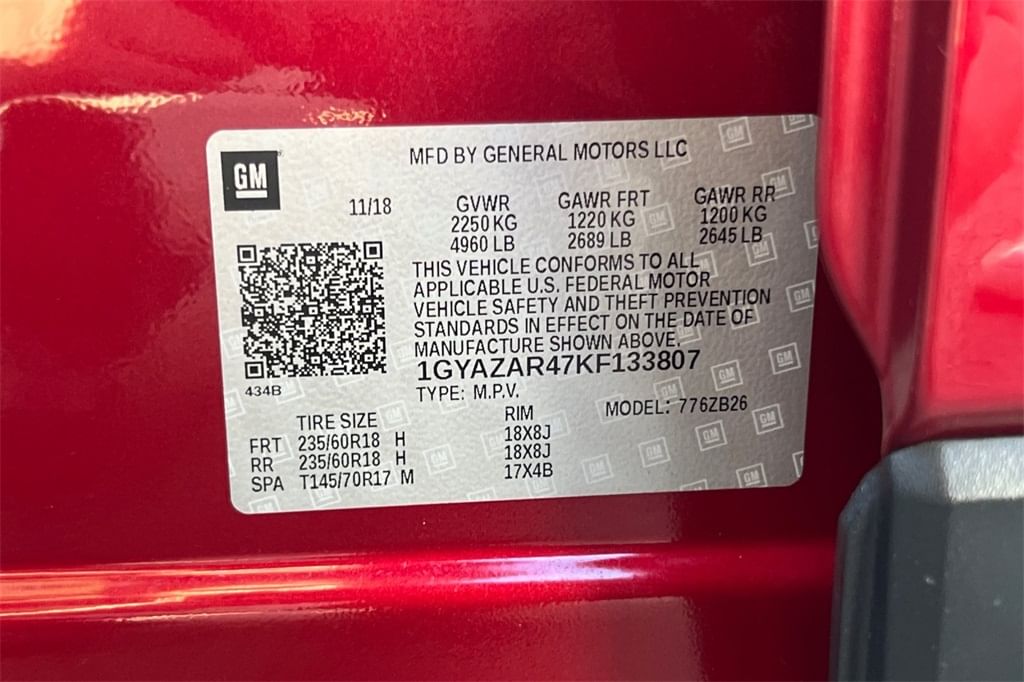 GM
MFD BY GENERAL MOTORS LLC
11/18
GVWR GAWR FRT GAWR RR
2250 KG 1220 KG 1200 KG
4960 LB 2689 LB 2645 LB
THIS VEHICLE CONFORMS TO ALL
APPLICABLE U.S. FEDERAL MOTOR
VEHICLE SAFETY AND THEFT PREVENTION
STANDARDS IN EFFECT ON THE DATE OF
MANUFACTURE SHOWN ABOVE.
1GYAZAR47KF133807
434B
TYPE: M.P.V. MODEL: 776ZB26
TIRE SIZE RIM
FRT 235/60R18 H 18X8J
RR 235/60R18 H 18X8J
SPA T145/70R17 M 17X4B